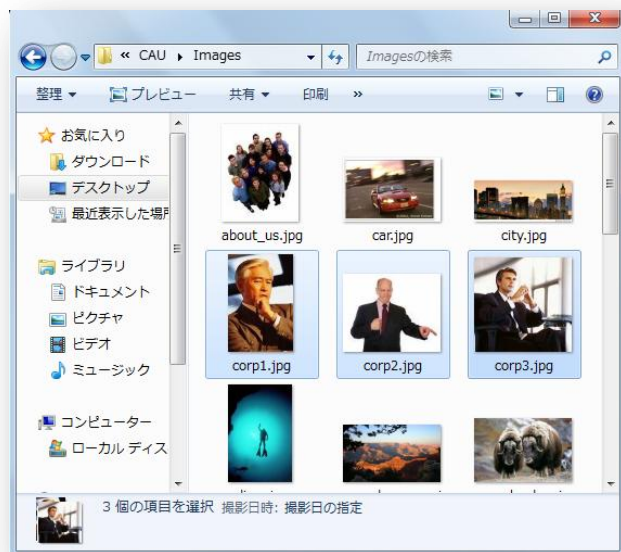 « CAU ▸ Images
Imagesの検索
整理 ▼ プレビュー 共有 ▼ 印刷 »
お気に入り
ダウンロード
デスクトップ
最近表示した場所
ライブラリ
ドキュメント
ピクチャ
ビデオ
ミュージック
コンピューター
ローカル ディス
about_us.jpg
car.jpg
city.jpg
corp1.jpg
corp2.jpg
corp3.jpg
3 個の項目を選択 撮影日時: 撮影日の指定